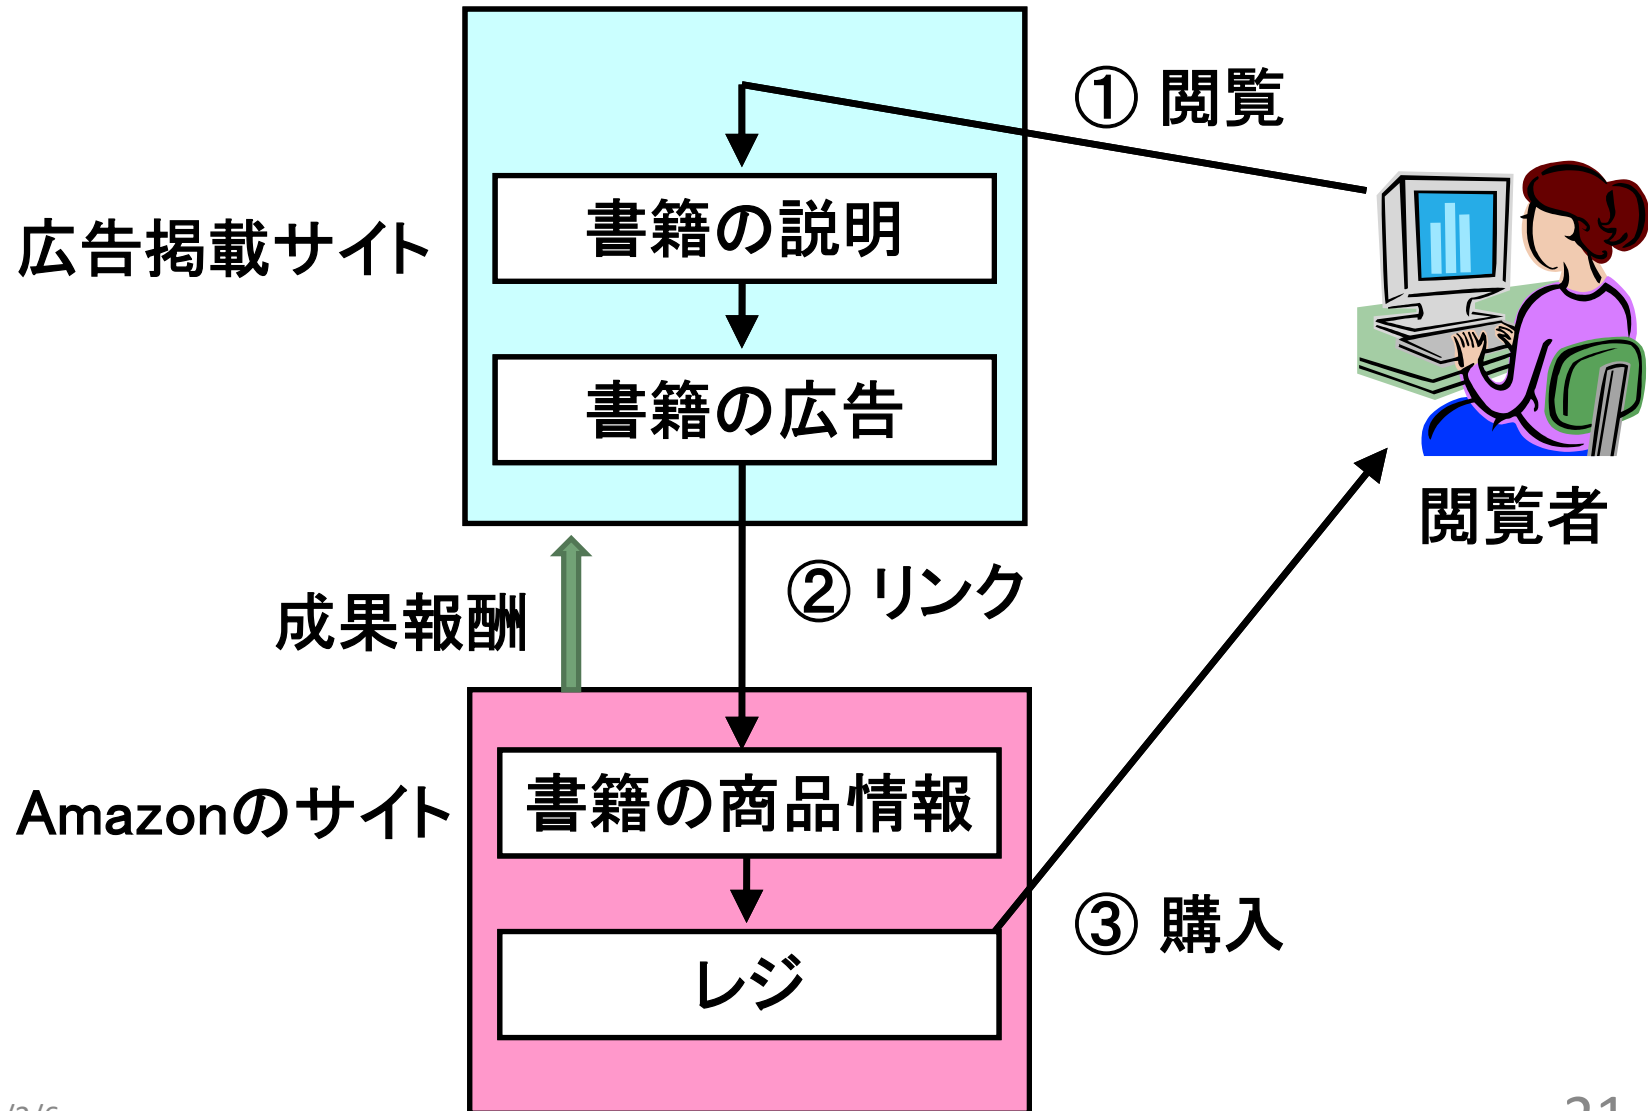 ① 閲覧
書籍の説明
広告掲載サイト
書籍の広告
閲覧者
② リンク
成果報酬
書籍の商品情報
Amazonのサイト
③ 購入
レジ